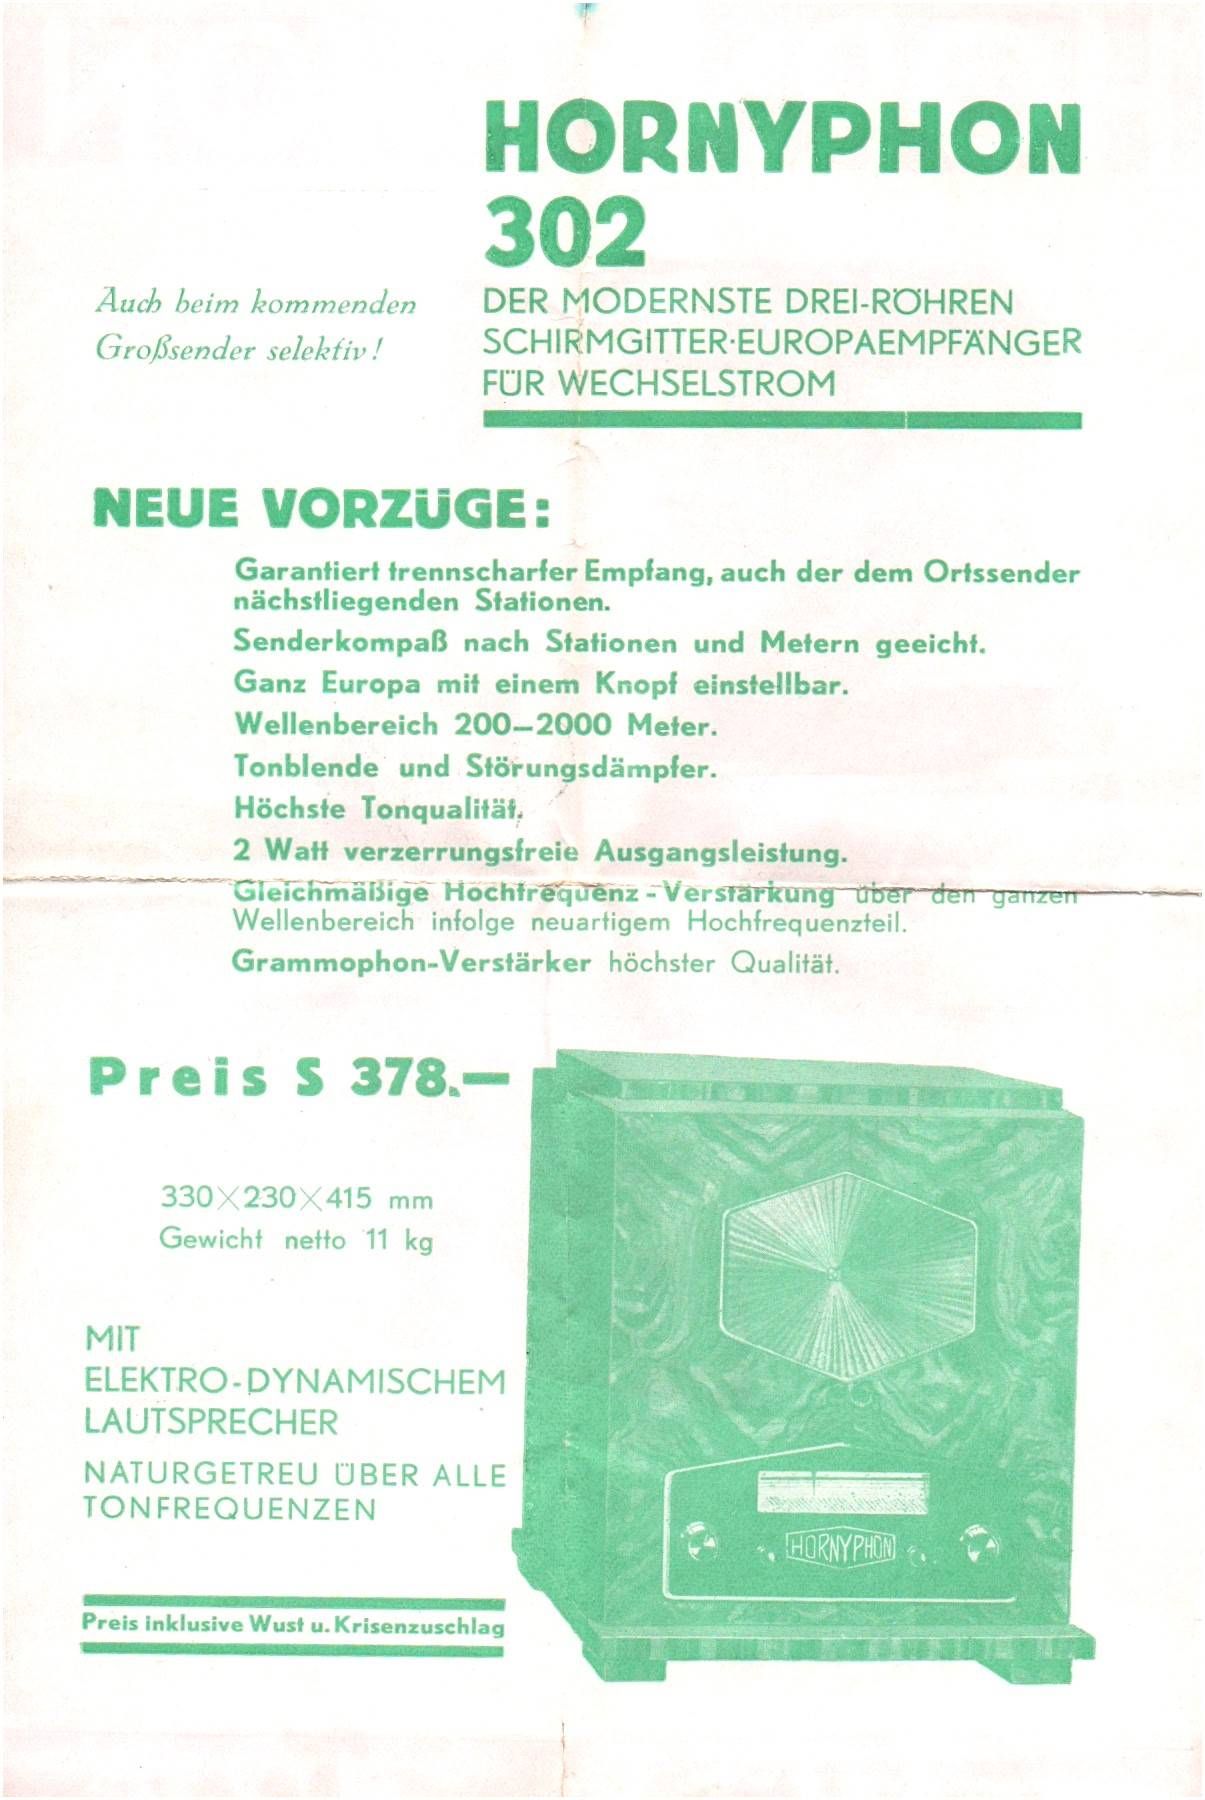 HORNYPHON
302
Auch beim kommenden
Großsender selektiv!
DER MODERNSTE DREI-RÖHREN
SCHIRMGITTER-EUROPAEMPFÄNGER
FÜR WECHSELSTROM
NEUE VORZÜGE:
Garantiert trennscharfer Empfang, auch der dem Ortssender
nächstliegenden Stationen.
Senderkompaß nach Stationen und Metern geeicht.
Ganz Europa mit einem Knopf einstellbar.
Wellenbereich 200—2000 Meter.
Tonblende und Störungsdämpfer.
Höchste Tonqualität.
2 Watt verzerrungsfreie Ausgangsleistung.
Gleichmäßige Hochfrequenz-Verstärkung über den ganzen
Wellenbereich infolge neuartigem Hochfrequenzteil.
Grammophon-Verstärker höchster Qualität.
Preis S 378.—
330×230×415 mm
Gewicht netto 11 kg
MIT
ELEKTRO-DYNAMISCHEM
LAUTSPRECHER
NATURGETREU ÜBER ALLE
TONFREQUENZEN
HORNYPHON
Preis inklusive Wust u. Krisenzuschlag